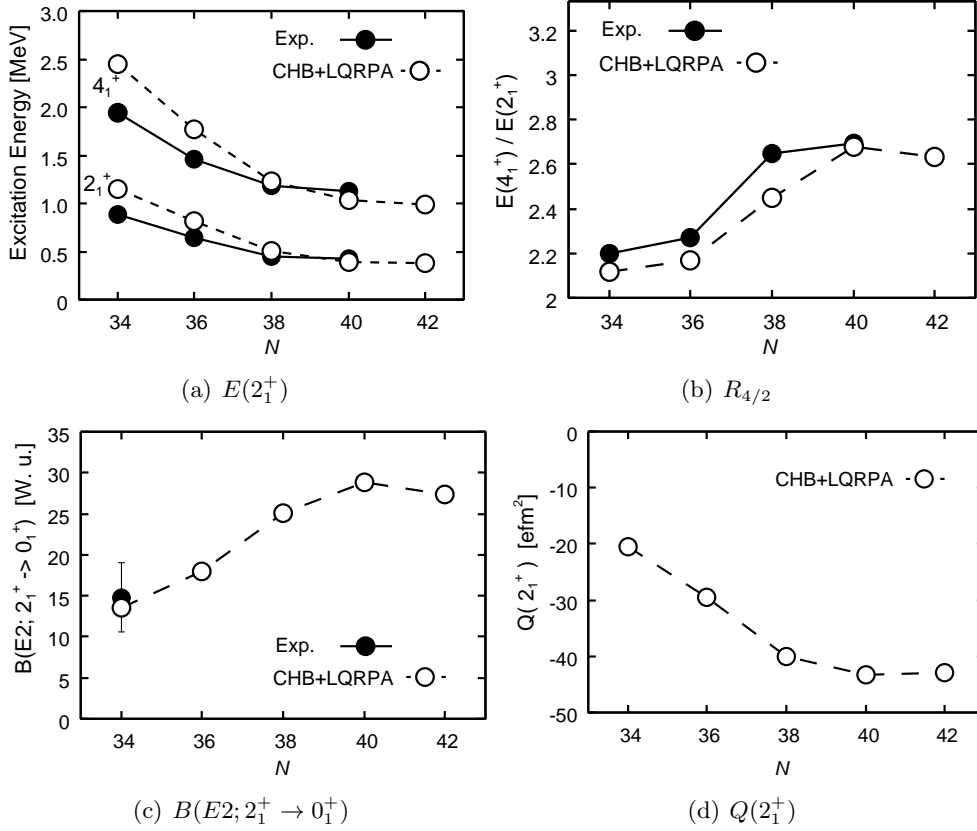 Excitation Energy [MeV]
3.0
2.5
2.0
1.5
1.0
0.5
0
4₁⁺
2₁⁺
Exp.
CHB+LQRPA
34 36 38 40 42
N
(a) E(2₁⁺)
E(4₁⁺) / E(2₁⁺)
3.2
3
2.8
2.6
2.4
2.2
2
Exp.
CHB+LQRPA
34 36 38 40 42
N
(b) R₄/₂
B(E2; 2₁⁺ -> 0₁⁺) [W. u.]
35
30
25
20
15
10
5
0
Exp.
CHB+LQRPA
34 36 38 40 42
N
(c) B(E2; 2₁⁺ → 0₁⁺)
Q( 2₁⁺) [efm²]
0
-10
-20
-30
-40
-50
CHB+LQRPA
34 36 38 40 42
N
(d) Q(2₁⁺)